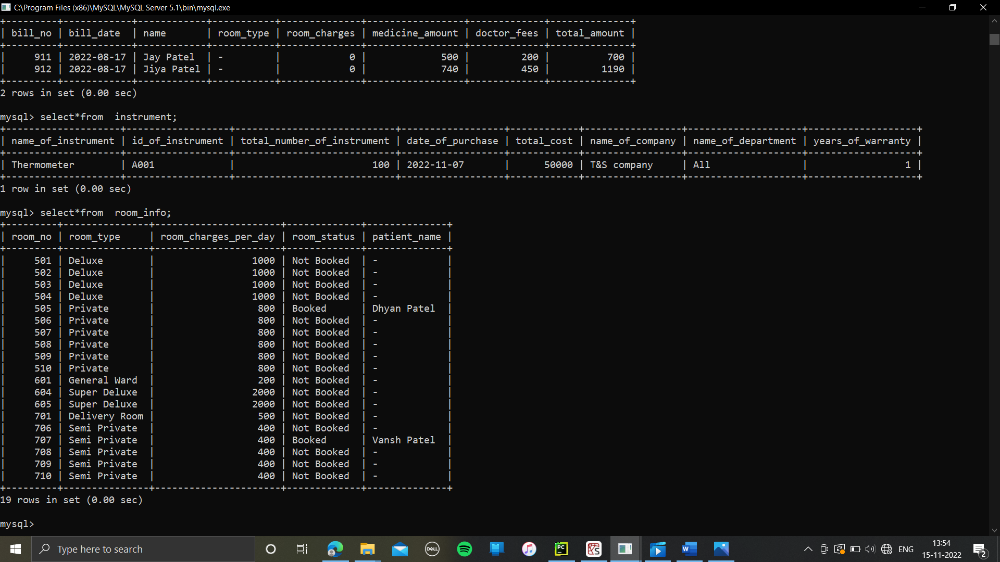 C:\Program Files (x86)\MySQL\MySQL Server 5.1\bin\mysql.exe
+---------+------------+------------+-----------+--------------+-----------------+-------------+--------------+
| bill_no | bill_date  | name       | room_type | room_charges | medicine_amount | doctor_fees | total_amount |
+---------+------------+------------+-----------+--------------+-----------------+-------------+--------------+
|     911 | 2022-08-17 | Jay Patel  | -         |            0 |             500 |         200 |          700 |
|     912 | 2022-08-17 | Jiya Patel | -         |            0 |             740 |         450 |         1190 |
+---------+------------+------------+-----------+--------------+-----------------+-------------+--------------+
2 rows in set (0.00 sec)
mysql> select*from  instrument;
+--------------------+------------------+----------------------------+------------------+------------+-----------------+--------------------+-------------------+
| name_of_instrument | id_of_instrument | total_number_of_instrument | date_of_purchase | total_cost | name_of_company | name_of_department | years_of_warranty |
+--------------------+------------------+----------------------------+------------------+------------+-----------------+--------------------+-------------------+
| Thermometer        | A001             |                        100 | 2022-11-07       |      50000 | T&S company     | All                |                 1 |
+--------------------+------------------+----------------------------+------------------+------------+-----------------+--------------------+-------------------+
1 row in set (0.00 sec)
mysql> select*from  room_info;
+---------+---------------+----------------------+-------------+--------------+
| room_no | room_type     | room_charges_per_day | room_status | patient_name |
+---------+---------------+----------------------+-------------+--------------+
|     501 | Deluxe        |                 1000 | Not Booked  | -            |
|     502 | Deluxe        |                 1000 | Not Booked  | -            |
|     503 | Deluxe        |                 1000 | Not Booked  | -            |
|     504 | Deluxe        |                 1000 | Not Booked  | -            |
|     505 | Private       |                  800 | Booked      | Dhyan Patel  |
|     506 | Private       |                  800 | Not Booked  | -            |
|     507 | Private       |                  800 | Not Booked  | -            |
|     508 | Private       |                  800 | Not Booked  | -            |
|     509 | Private       |                  800 | Not Booked  | -            |
|     510 | Private       |                  800 | Not Booked  | -            |
|     601 | General Ward  |                  200 | Not Booked  | -            |
|     604 | Super Deluxe  |                 2000 | Not Booked  | -            |
|     605 | Super Deluxe  |                 2000 | Not Booked  | -            |
|     701 | Delivery Room |                  500 | Not Booked  | -            |
|     706 | Semi Private  |                  400 | Not Booked  | -            |
|     707 | Semi Private  |                  400 | Booked      | Vansh Patel  |
|     708 | Semi Private  |                  400 | Not Booked  | -            |
|     709 | Semi Private  |                  400 | Not Booked  | -            |
|     710 | Semi Private  |                  400 | Not Booked  | -            |
+---------+---------------+----------------------+-------------+--------------+
19 rows in set (0.00 sec)
mysql>
Type here to search
DELL
PC
W
ENG
13:54
15-11-2022
2